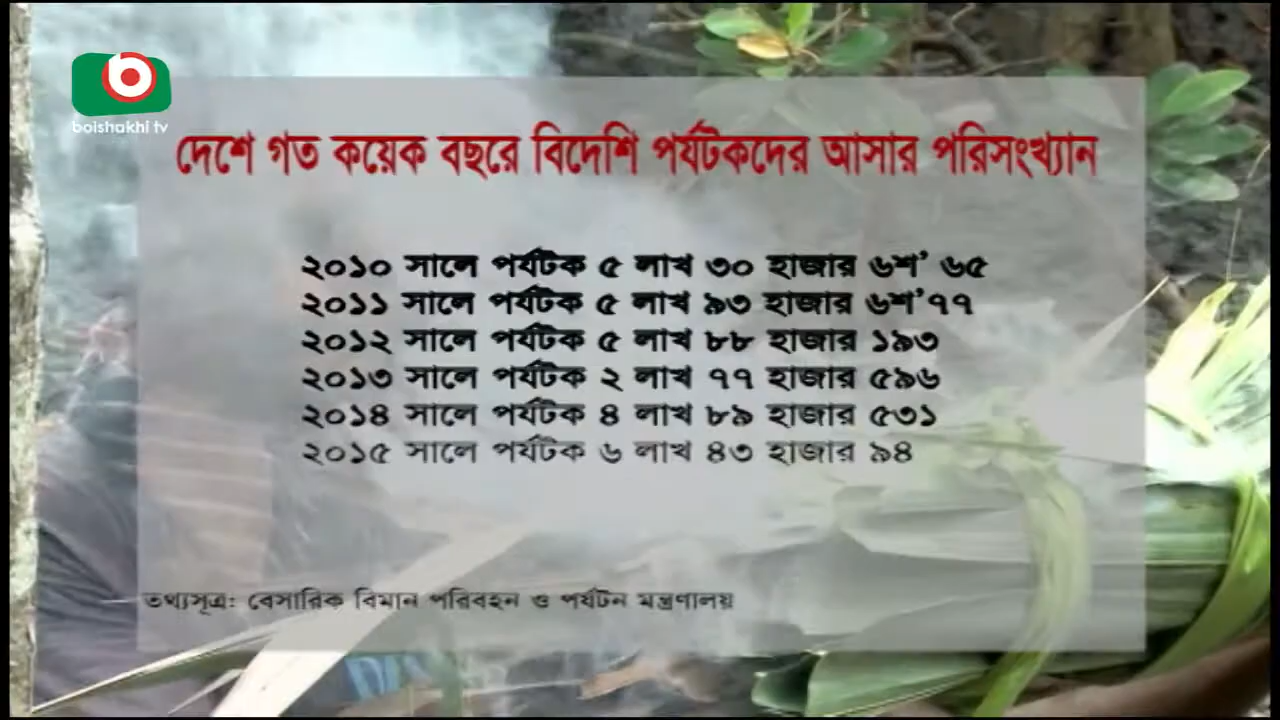 boishakhi tv
দেশে গত কয়েক বছরে বিদেশি পর্যটকদের আসার পরিসংখ্যান
২০১০ সালে পর্যটক ৫ লাখ ৩০ হাজার ৬শ’ ৬৫
২০১১ সালে পর্যটক ৫ লাখ ৯৩ হাজার ৬শ’৭৭
২০১২ সালে পর্যটক ৫ লাখ ৮৮ হাজার ১৯৩
২০১৩ সালে পর্যটক ২ লাখ ৭৭ হাজার ৫৯৬
২০১৪ সালে পর্যটক ৪ লাখ ৮৯ হাজার ৫৩১
২০১৫ সালে পর্যটক ৬ লাখ ৪৩ হাজার ৯৪
তথ্যসূত্র: বেসারিক বিমান পরিবহন ও পর্যটন মন্ত্রণালয়